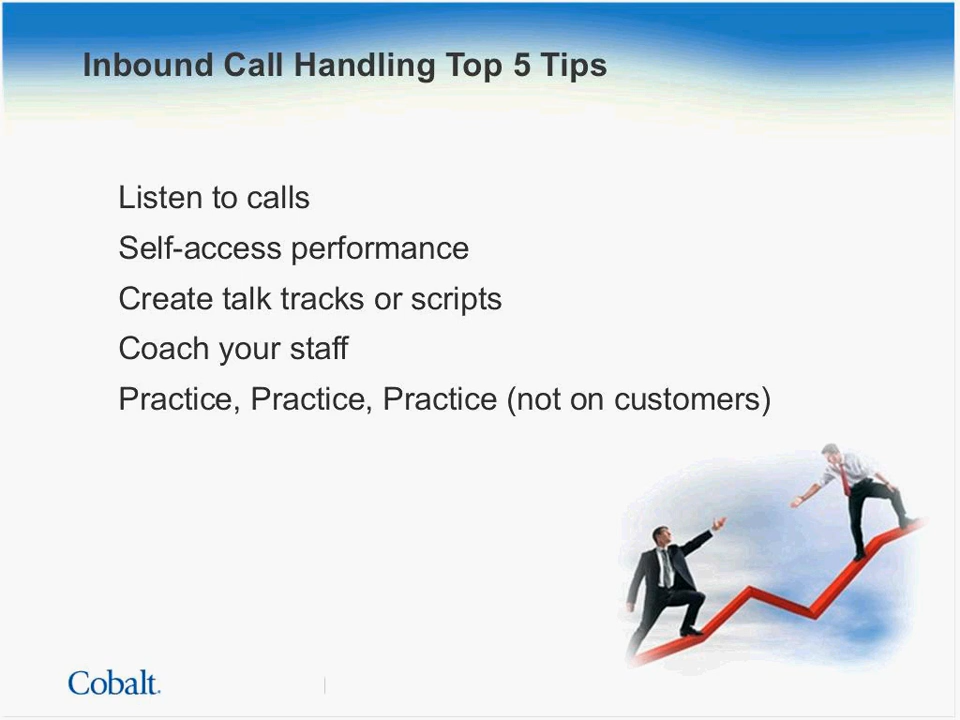 Inbound Call Handling Top 5 Tips
Listen to calls
Self-access performance
Create talk tracks or scripts
Coach your staff
Practice, Practice, Practice (not on customers)
Cobalt.